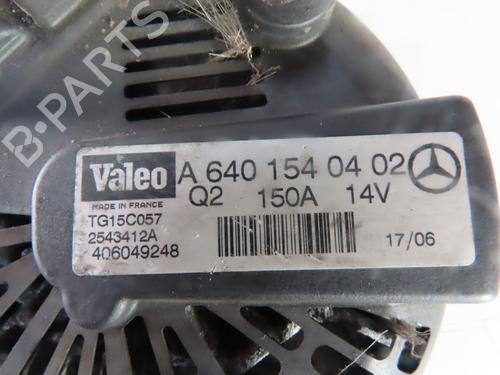 B-PARTS
Valeo A 640 154 04 02
MADE IN FRANCE
Q2 150A 14V
TG15C057
2543412A
406049248
17/06